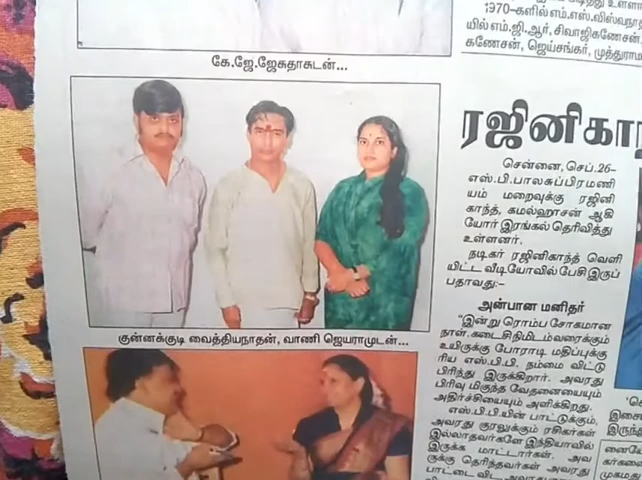 கே.ஜே.ஜேசுதாசுடன்...
குன்னக்குடி வைத்தியநாதன், வாணி ஜெயராமுடன்...
1970-களில் எம்.எஸ்.விஸ்வநா
யில் எம்.ஜி.ஆர், சிவாஜிகணேசன்,
கணேசன், ஜெய்சங்கர், முத்துராம
ரஜினிகா
சென்னை, செப்.26-
எஸ்.பி.பாலசுப்பிரமணி
யம் மறைவுக்கு ரஜினி
காந்த், கமல்ஹாசன் ஆகி
யோர் இரங்கல் தெரிவித்து
உள்ளனர்.
நடிகர் ரஜினிகாந்த் வெளி
யிட்ட வீடியோவில் பேசி இருப்
பதாவது:-
அன்பான மனிதர்
"இன்று ரொம்ப சோகமான
நாள். கடைசி நிமிடம் வரைக்கும்
உயிருக்கு போராடி மதிப்புக்கு
ரிய எஸ்.பி.பி. நம்மை விட்டு
பிரிந்து இருக்கிறார். அவரது
பிரிவு மிகுந்த வேதனையையும்
அதிர்ச்சியையும் அளிக்கிறது.
எஸ்.பி.பி.யின் பாட்டுக்கும்,
அவரது குரலுக்கும் ரசிகர்கள்
இல்லாதவர்களே இந்தியாவில்
இருக்க மாட்டார்கள். அவ
ருக்கு தெரிந்தவர்கள் அவரது
பாட்டை விட அவரது
இசை
இருந்